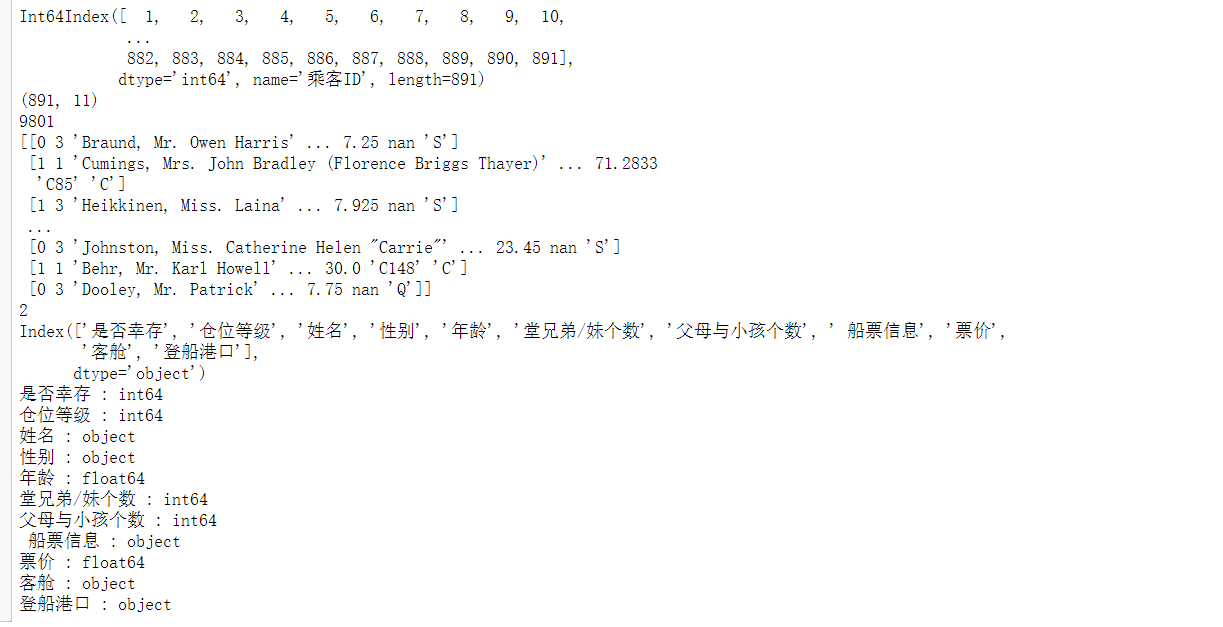 Int64Index([  1,   2,   3,   4,   5,   6,   7,   8,   9,  10,
            ...
            882, 883, 884, 885, 886, 887, 888, 889, 890, 891],
           dtype='int64', name='乘客ID', length=891)
(891, 11)
9801
[[0 3 'Braund, Mr. Owen Harris' ... 7.25 nan 'S']
 [1 1 'Cumings, Mrs. John Bradley (Florence Briggs Thayer)' ... 71.2833
  'C85' 'C']
 [1 3 'Heikkinen, Miss. Laina' ... 7.925 nan 'S']
 ...
 [0 3 'Johnston, Miss. Catherine Helen "Carrie"' ... 23.45 nan 'S']
 [1 1 'Behr, Mr. Karl Howell' ... 30.0 'C148' 'C']
 [0 3 'Dooley, Mr. Patrick' ... 7.75 nan 'Q']]
2
Index(['是否幸存', '仓位等级', '姓名', '性别', '年龄', '堂兄弟/妹个数', '父母与小孩个数', ' 船票信息', '票价',
       '客舱', '登船港口'],
      dtype='object')
是否幸存 : int64
仓位等级 : int64
姓名 : object
性别 : object
年龄 : float64
堂兄弟/妹个数 : int64
父母与小孩个数 : int64
 船票信息 : object
票价 : float64
客舱 : object
登船港口 : object